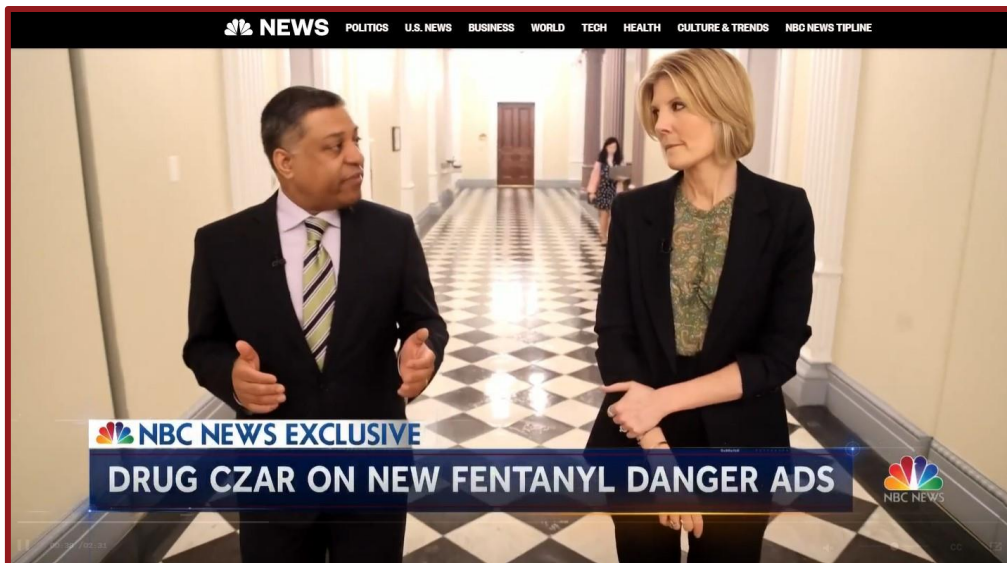 NEWS POLITICS U.S. NEWS BUSINESS WORLD TECH HEALTH CULTURE & TRENDS NBC NEWS TIPLINE
NBC NEWS EXCLUSIVE
DRUG CZAR ON NEW FENTANYL DANGER ADS
NBC NEWS
CC